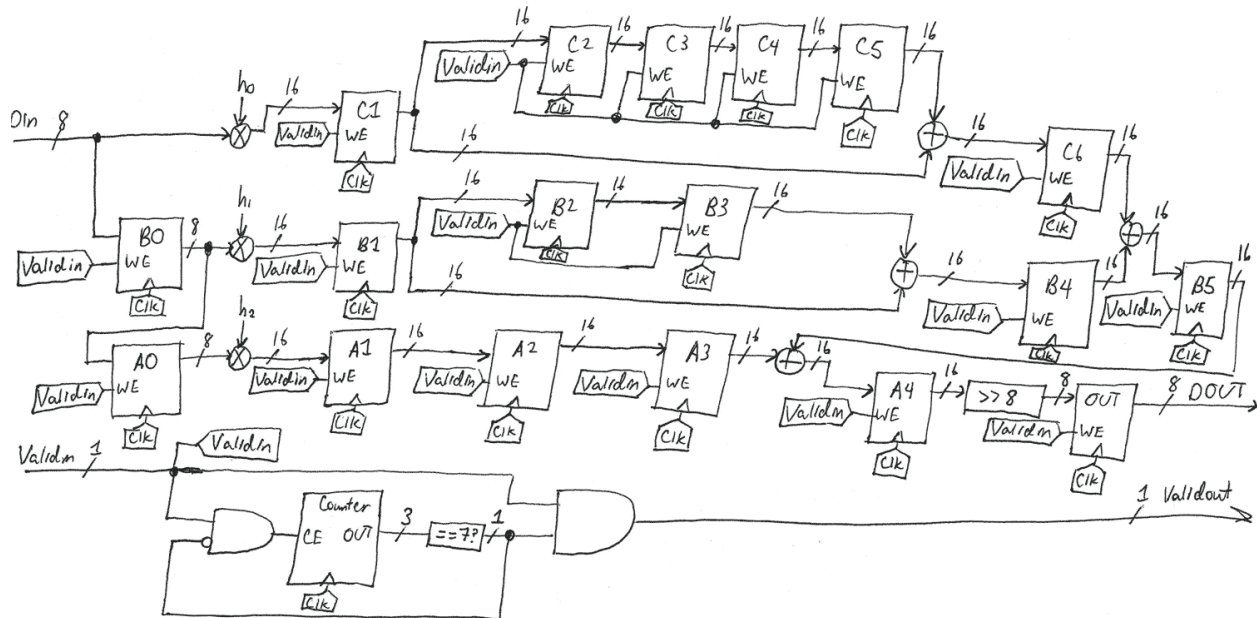 16 C2 16 C3 16 C4 16 C5 16
Validin WE WE WE WE
Clk Clk Clk Clk
DIn 8 h0 16 C1 16 16 C6 16
Validin WE Validin WE
Clk Clk
B0 8 h1 16 B1 16 B2 16 B3 16
Validin WE Validin WE Validin WE WE
Clk Clk Clk Clk
16 16 B4 16 16 B5 16
Validin WE Validin WE
Clk Clk
A0 8 h2 16 A1 16 A2 16 A3 16 16
Validin WE Validin WE Validin WE Validin WE
Clk Clk Clk Clk
A4 16 >>8 8 OUT 8 DOUT
Validin WE Validin WE
Clk Clk
Validin 1 Validin
Counter
CE OUT 3 ==7? 1 1 Validout
Clk